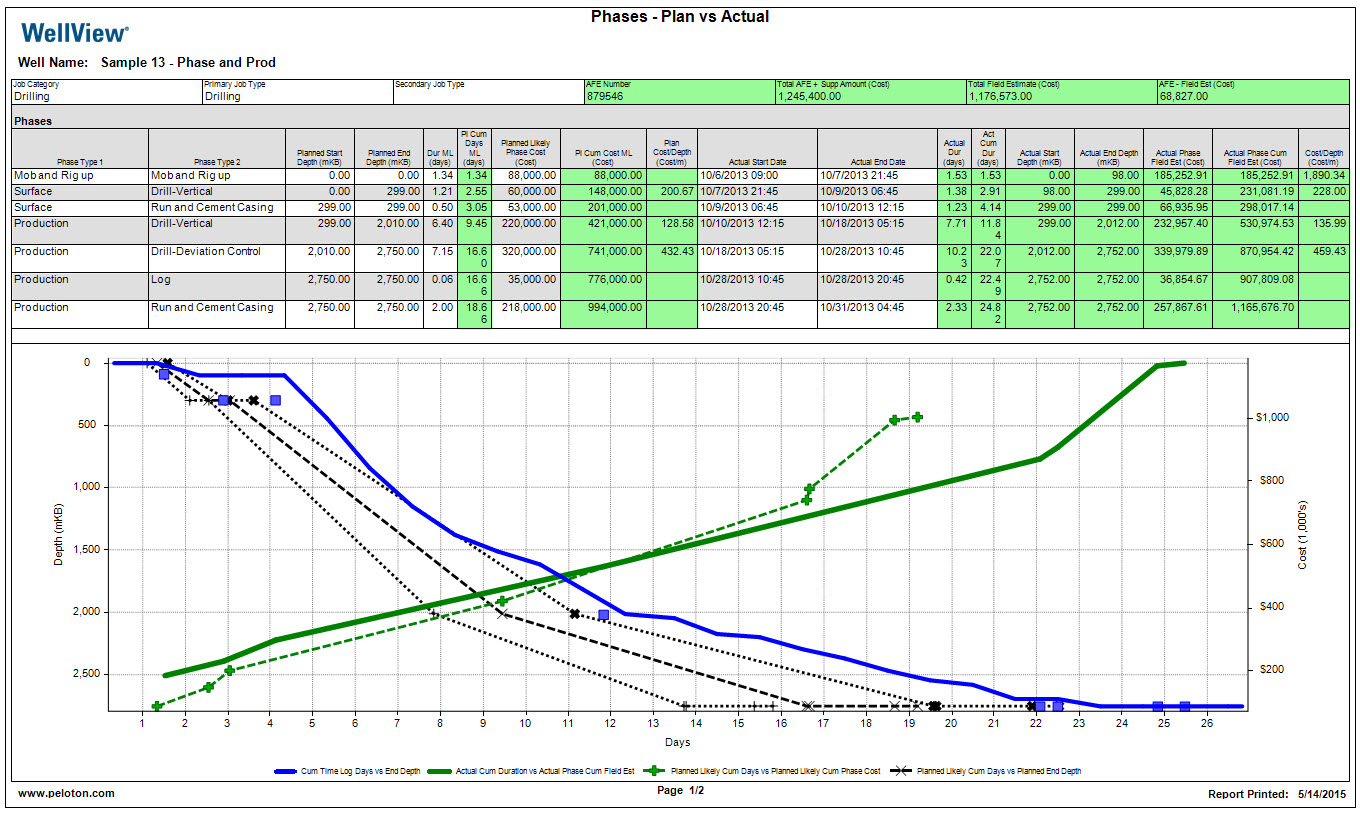 Phases - Plan vs Actual
WellView®
Well Name: Sample 13 - Phase and Prod
Job Category Primary Job Type Secondary Job Type AFE Number Total AFE + Supp Amount (Cost) Total Field Estimate (Cost) AFE - Field Est (Cost)
Drilling Drilling 879546 1,245,400.00 1,176,573.00 68,827.00
Phases
Phase Type 1 Phase Type 2 Planned Start Depth (mKB) Planned End Depth (mKB) Dur ML (days) Pl Cum Days ML (days) Planned Likely Phase Cost (Cost) Pl Cum Cost ML (Cost) Plan Cost/Depth (Cost/m) Actual Start Date Actual End Date Actual Dur (days) Act Cum Dur (days) Actual Start Depth (mKB) Actual End Depth (mKB) Actual Phase Field Est (Cost) Actual Phase Cum Field Est (Cost) Cost/Depth (Cost/m)
Mob and Rig up Mob and Rig up 0.00 0.00 1.34 1.34 88,000.00 88,000.00 10/6/2013 09:00 10/7/2013 21:45 1.53 1.53 0.00 98.00 185,252.91 185,252.91 1,890.34
Surface Drill-Vertical 0.00 299.00 1.21 2.55 60,000.00 148,000.00 200.67 10/7/2013 21:45 10/9/2013 06:45 1.38 2.91 98.00 299.00 45,828.28 231,081.19 228.00
Surface Run and Cement Casing 299.00 299.00 0.50 3.05 53,000.00 201,000.00 10/9/2013 06:45 10/10/2013 12:15 1.23 4.14 299.00 299.00 66,935.95 298,017.14
Production Drill-Vertical 299.00 2,010.00 6.40 9.45 220,000.00 421,000.00 128.58 10/10/2013 12:15 10/18/2013 05:15 7.71 11.84 299.00 2,012.00 232,957.40 530,974.53 135.99
Production Drill-Deviation Control 2,010.00 2,750.00 7.15 16.60 320,000.00 741,000.00 432.43 10/18/2013 05:15 10/28/2013 10:45 10.23 22.07 2,012.00 2,752.00 339,979.89 870,954.42 459.43
Production Log 2,750.00 2,750.00 0.06 16.66 35,000.00 776,000.00 10/28/2013 10:45 10/28/2013 20:45 0.42 22.49 2,752.00 2,752.00 36,854.67 907,809.08
Production Run and Cement Casing 2,750.00 2,750.00 2.00 18.66 218,000.00 994,000.00 10/28/2013 20:45 10/31/2013 04:45 2.33 24.82 2,752.00 2,752.00 257,867.61 1,165,676.70
Depth (mKB)
0
500
1,000
1,500
2,000
2,500
$1,000
$800
$600
$400
$200
Cost (1,000's)
1 2 3 4 5 6 7 8 9 10 11 12 13 14 15 16 17 18 19 20 21 22 23 24 25 26
Days
Cum Time Log Days vs End Depth Actual Cum Duration vs Actual Phase Cum Field Est Planned Likely Cum Days vs Planned Likely Cum Phase Cost Planned Likely Cum Days vs Planned End Depth
www.peloton.com Page 1/2 Report Printed: 5/14/2015